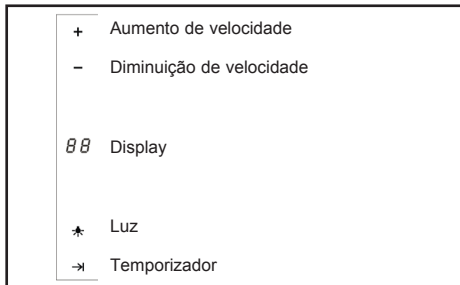 + Aumento de velocidade
− Diminuição de velocidade
88 Display
Luz
Temporizador